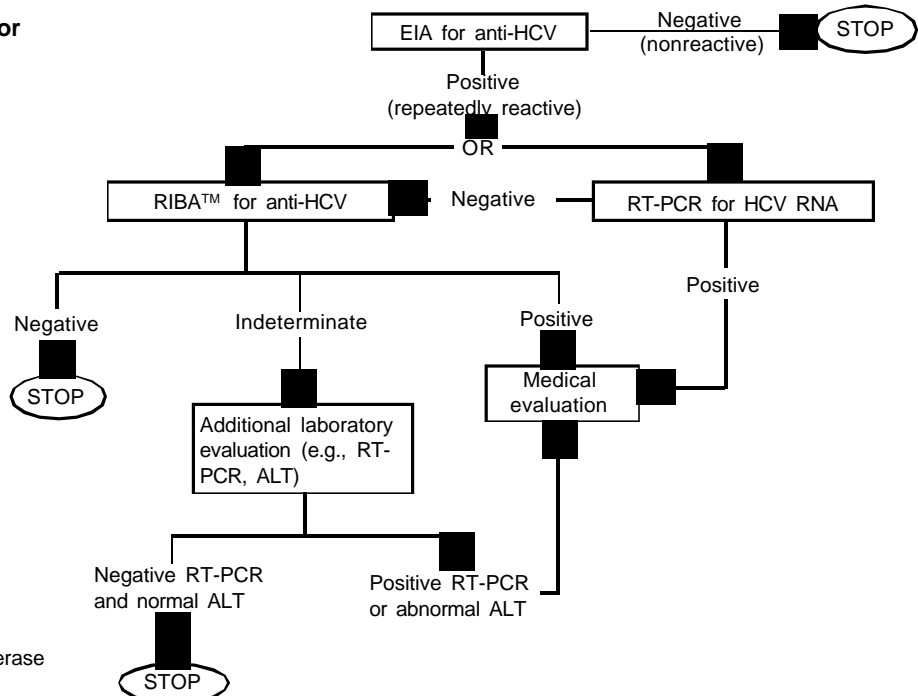 or
EIA for anti-HCV
Negative
(nonreactive)
STOP
Positive
(repeatedly reactive)
OR
RIBA™ for anti-HCV
Negative
RT-PCR for HCV RNA
Positive
Negative
Indeterminate
Positive
STOP
Medical
evaluation
Additional laboratory
evaluation (e.g., RT-
PCR, ALT)
Negative RT-PCR
and normal ALT
Positive RT-PCR
or abnormal ALT
erase
STOP